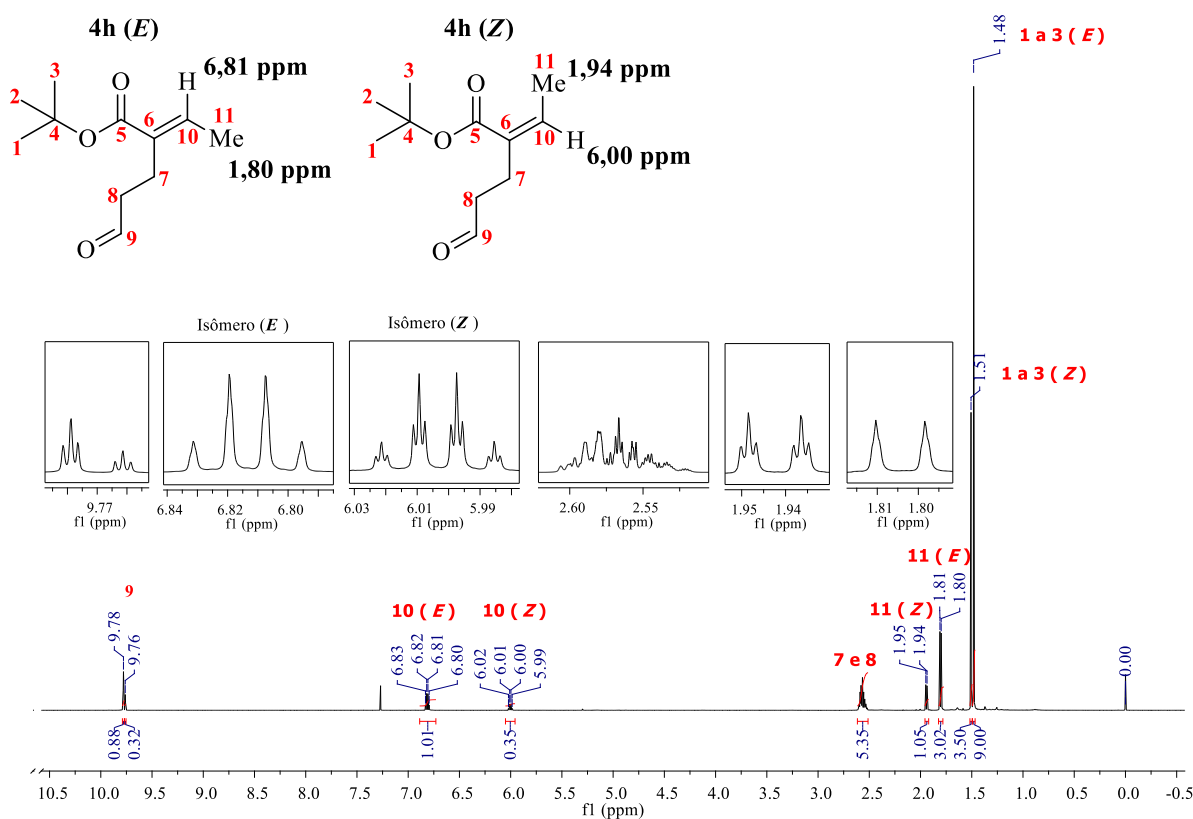 4h (E)
4h (Z)
1.48
1 a 3 ( E )
3
2
1
4
O
O
5
6
H
6,81 ppm
10
11
Me
1,80 ppm
7
8
9
O
3
2
1
4
O
O
5
6
11
Me
1,94 ppm
10
H
6,00 ppm
7
8
9
O
1.51
1 a 3 ( Z )
Isômero (E )
Isômero (Z )
9.77
f1 (ppm)
6.84 6.82 6.80
f1 (ppm)
6.03 6.01 5.99
f1 (ppm)
2.60 2.55
f1 (ppm)
1.95 1.94
f1 (ppm)
1.81 1.80
f1 (ppm)
9
9.78
9.76
10 ( E )
6.83
6.82
6.81
6.80
10 ( Z )
6.02
6.01
6.00
5.99
7 e 8
11 ( Z )
1.95
1.94
11 ( E )
1.81
1.80
0.00
0.88
0.32
1.01
0.35
5.35
1.05
3.02
3.50
9.00
10.5 10.0 9.5 9.0 8.5 8.0 7.5 7.0 6.5 6.0 5.5 5.0 4.5 4.0 3.5 3.0 2.5 2.0 1.5 1.0 0.5 0.0 -0.5
f1 (ppm)